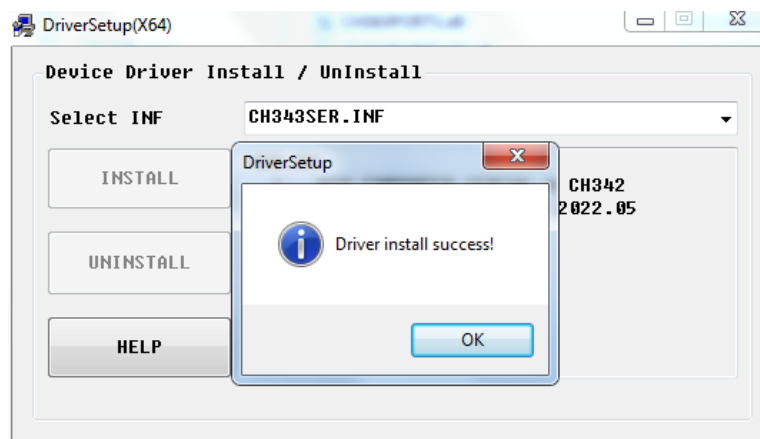 DriverSetup(X64)
Device Driver Install / UnInstall
Select INF
CH343SER.INF
INSTALL
UNINSTALL
HELP
CH342
2022.05
DriverSetup
Driver install success!
OK